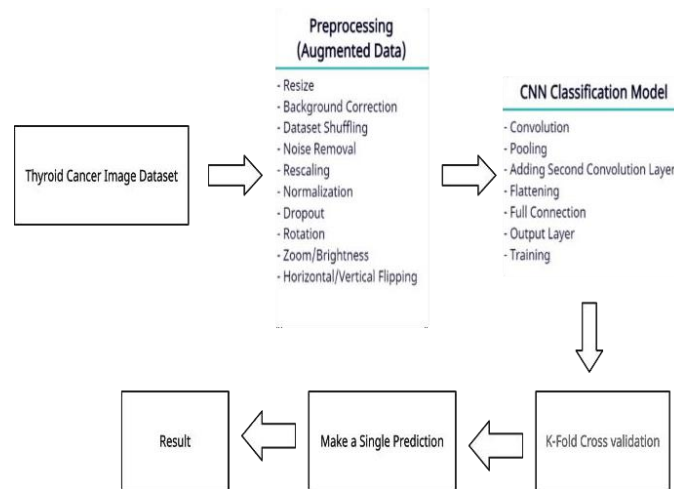 Thyroid Cancer Image Dataset
Preprocessing
(Augmented Data)
- Resize
- Background Correction
- Dataset Shuffling
- Noise Removal
- Rescaling
- Normalization
- Dropout
- Rotation
- Zoom/Brightness
- Horizontal/Vertical Flipping
CNN Classification Model
- Convolution
- Pooling
- Adding Second Convolution Layer
- Flattening
- Full Connection
- Output Layer
- Training
K-Fold Cross validation
Make a Single Prediction
Result